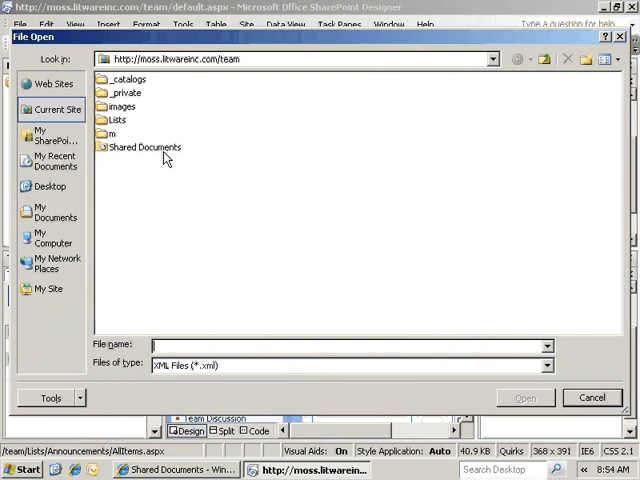 http://moss.litwareinc.com/team/default.aspx - Microsoft Office SharePoint Designer
File Edit View Insert Format Tools Table Site Data View Task Panes Window Help Type a question for help
File Open
Look in: http://moss.litwareinc.com/team
Web Sites
Current Site
My SharePoi...
My Recent Documents
Desktop
My Documents
My Computer
My Network Places
My Site
_catalogs
_private
images
Lists
m
Shared Documents
File name:
Files of type: XML Files (*.xml)
Tools Open Cancel
Team Discussion
Design Split Code
/team/Lists/Announcements/AllItems.aspx Visual Aids: On Style Application: Auto 40.9 KB Quirks 368 x 391 IE6 CSS 2.1
Start Shared Documents - Win... http://moss.litwarein... Search Desktop 8:54 AM